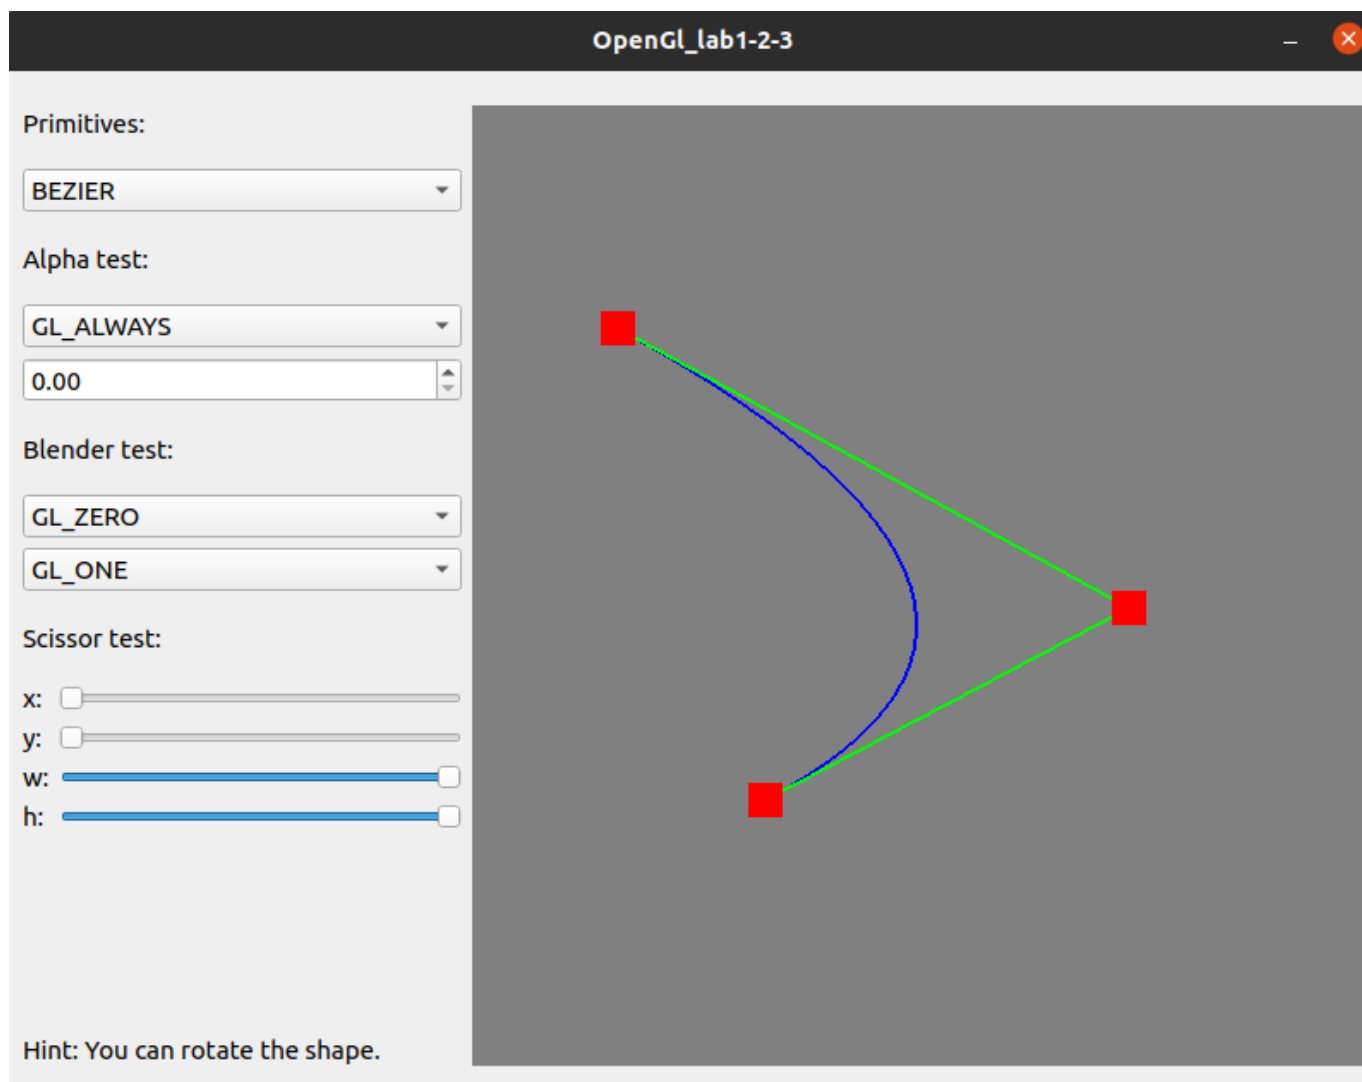 OpenGl_lab1-2-3
Primitives:
BEZIER
Alpha test:
GL_ALWAYS
0.00
Blender test:
GL_ZERO
GL_ONE
Scissor test:
x:
y:
w:
h:
Hint: You can rotate the shape.